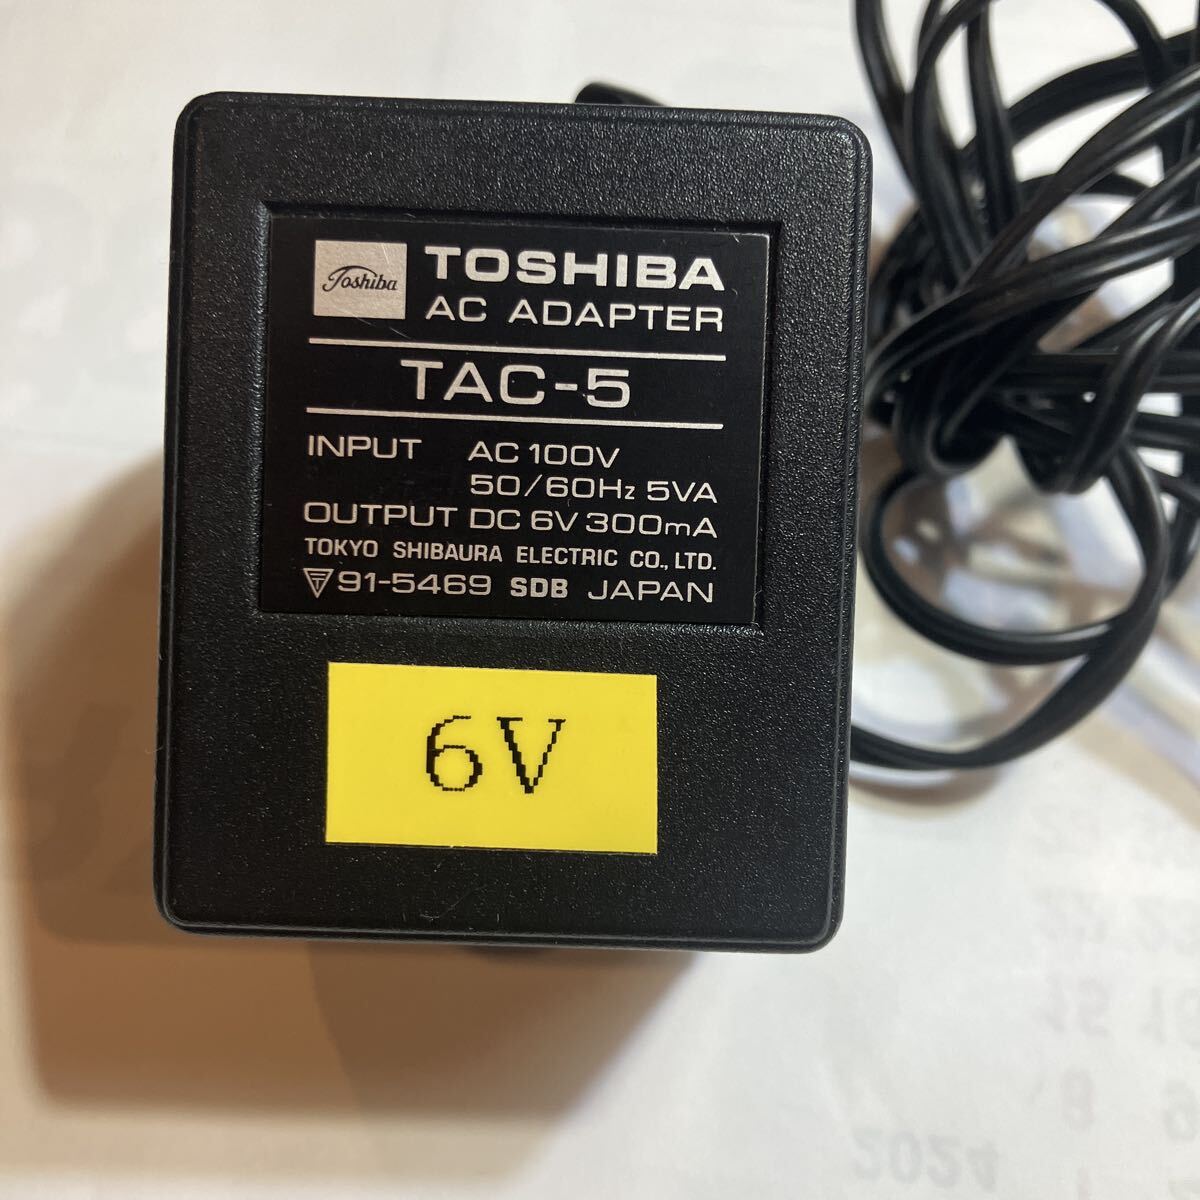 Toshiba
TOSHIBA
AC ADAPTER
TAC-5
INPUT AC 100V
50/60Hz 5VA
OUTPUT DC 6V 300mA
TOKYO SHIBAURA ELECTRIC CO., LTD.
91-5469 SDB JAPAN
6V
2024